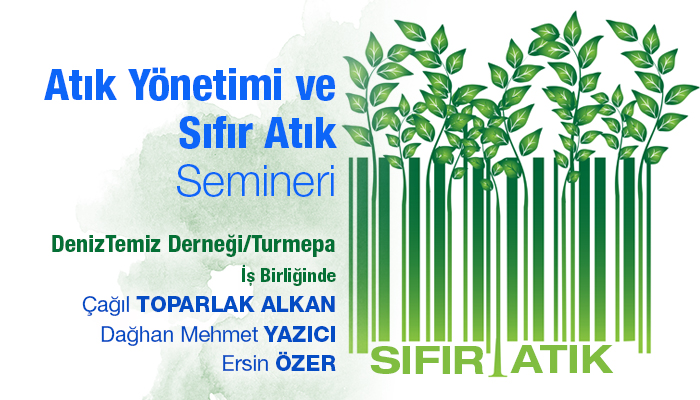 Atık Yönetimi ve
Sıfır Atık
Semineri
DenizTemiz Derneği/Turmepa
İş Birliğinde
Çağıl TOPARLAK ALKAN
Dağhan Mehmet YAZICI
Ersin ÖZER
SIFIR ATIK